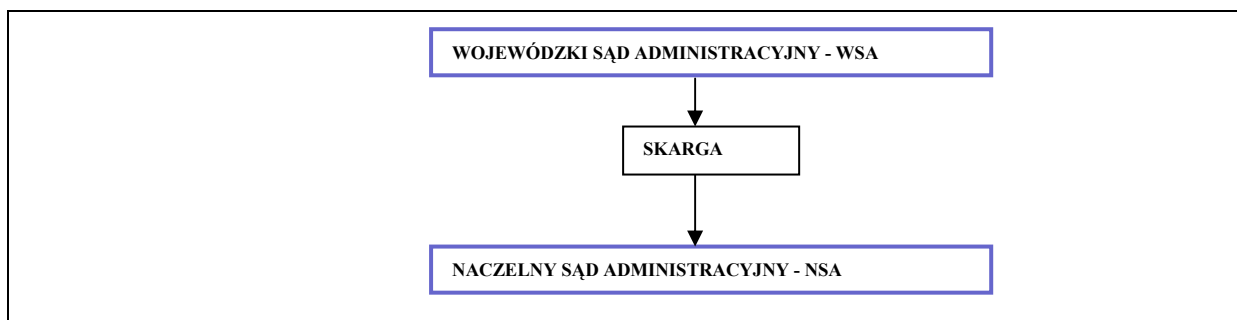 WOJEWÓDZKI SĄD ADMINISTRACYJNY - WSA
SKARGA
NACZELNY SĄD ADMINISTRACYJNY - NSA